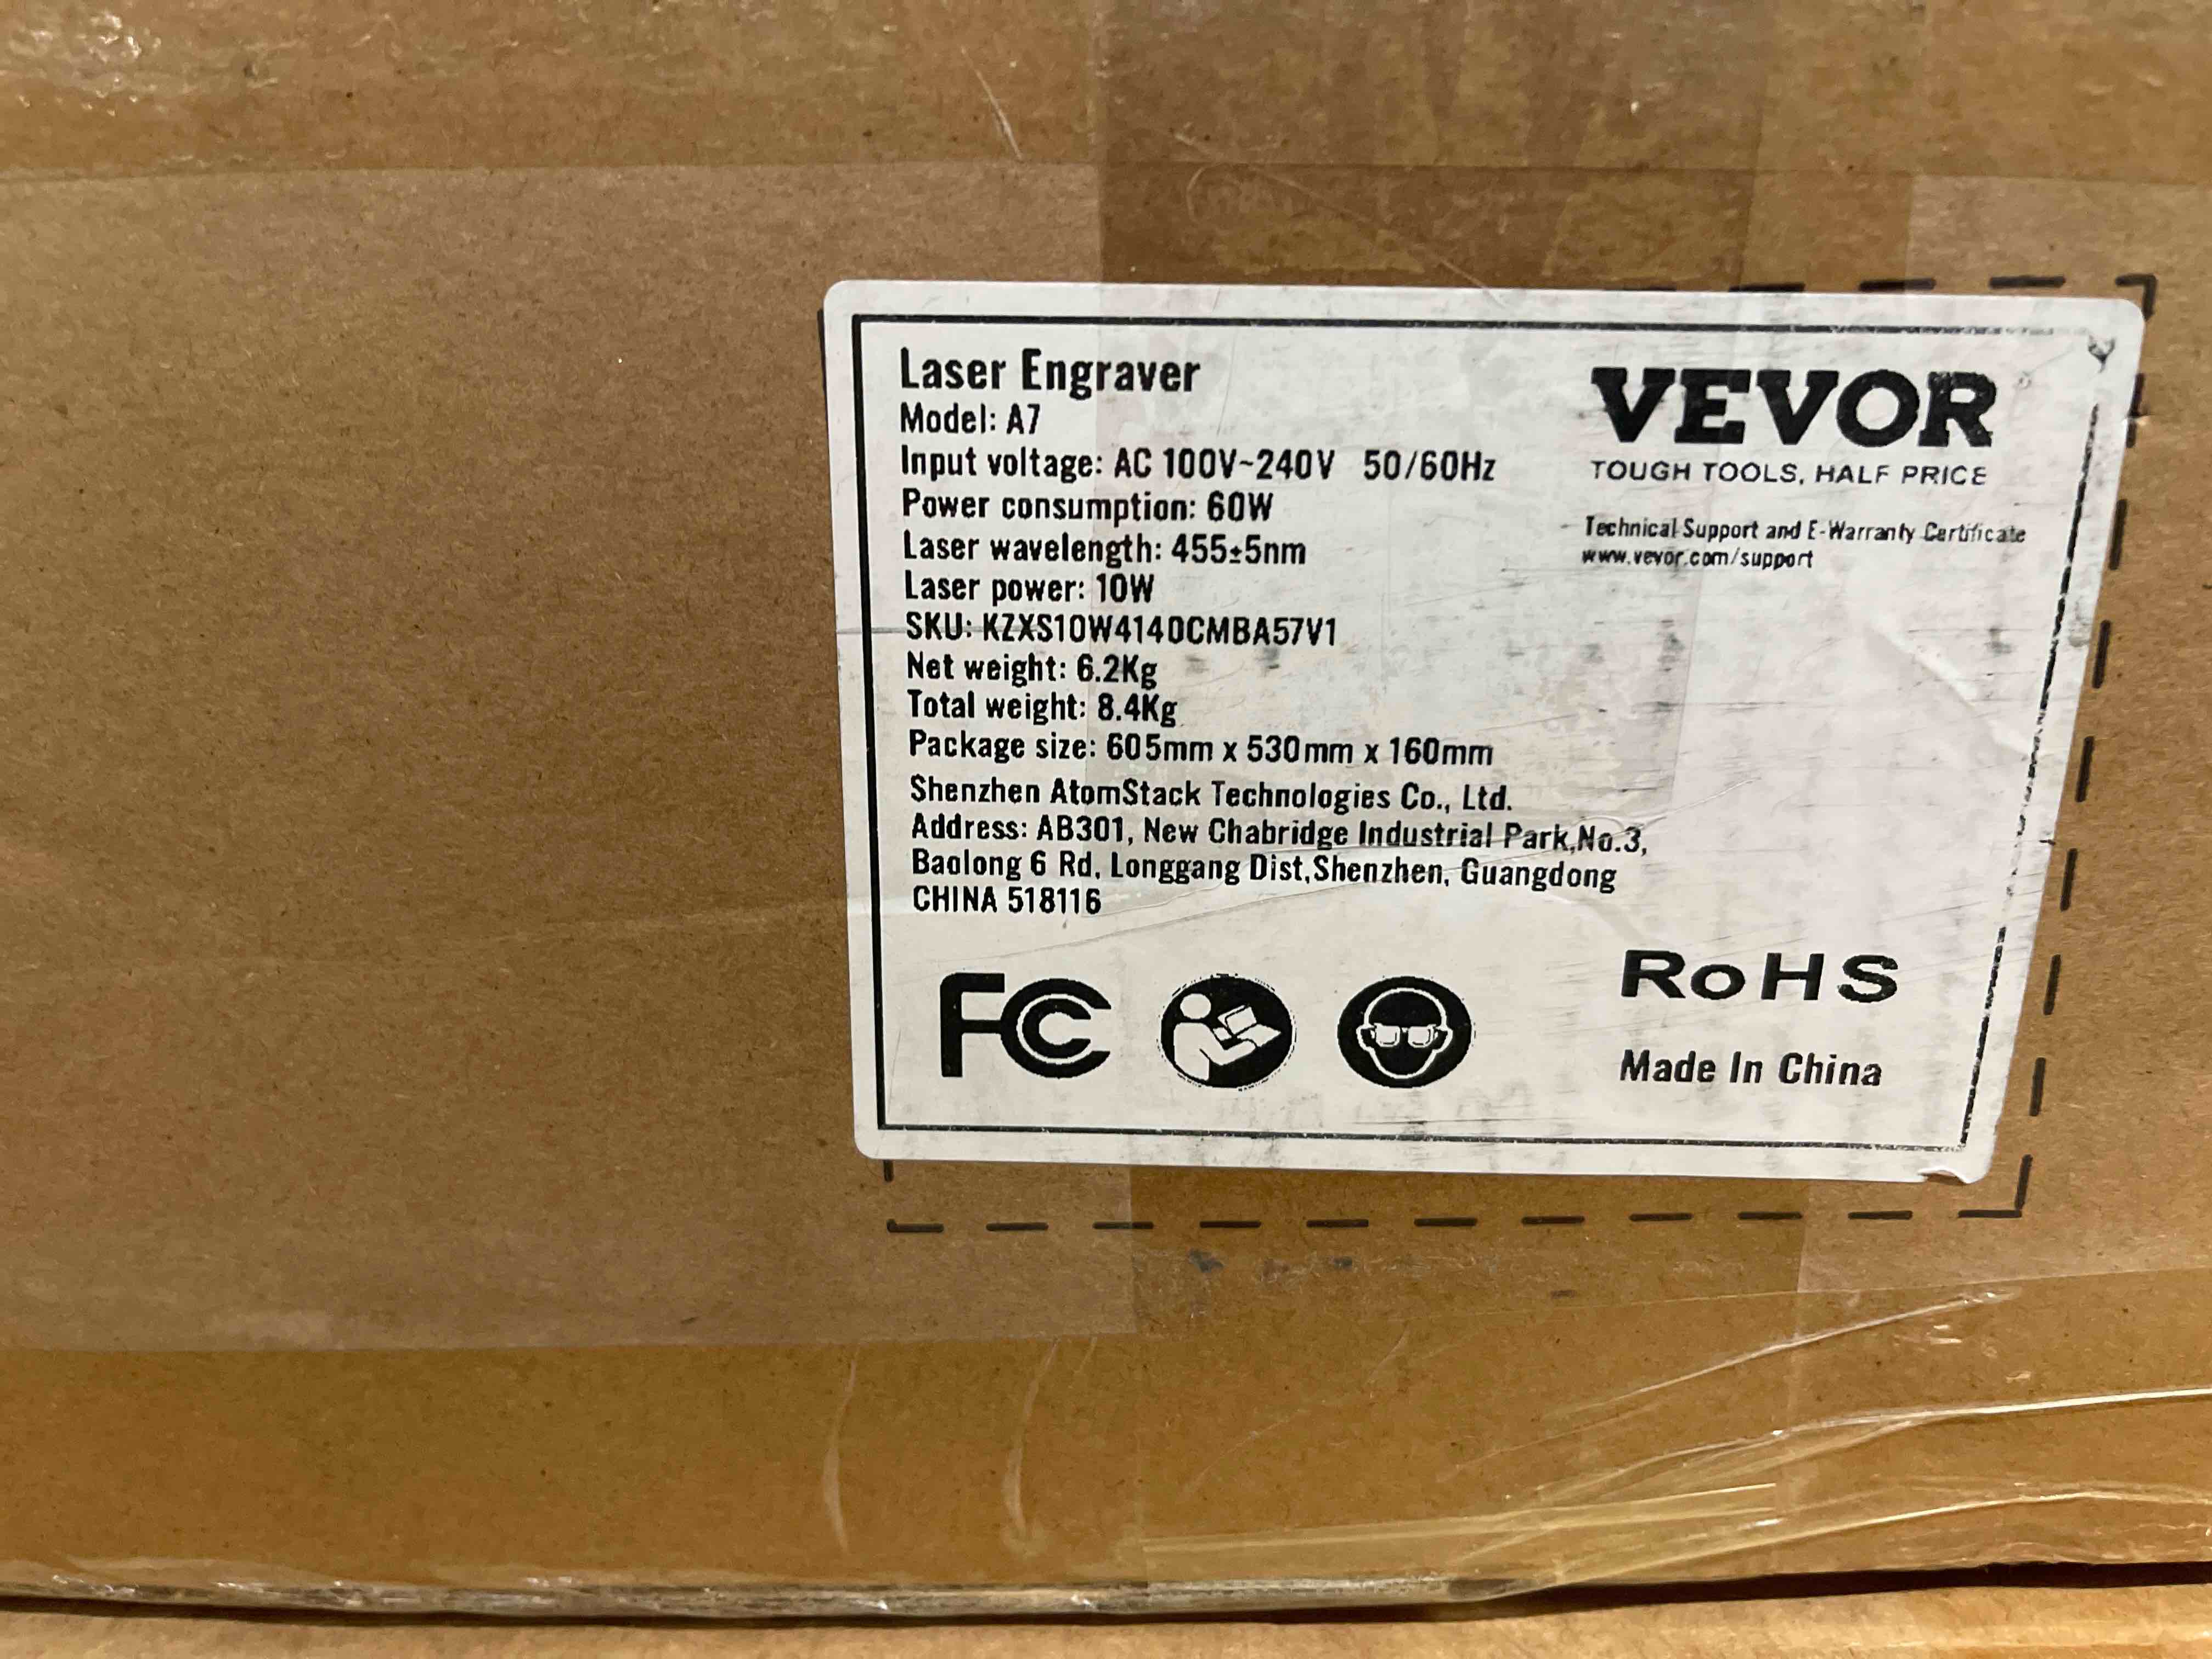 Laser Engraver
Model: A7
Input voltage: AC 100V~240V 50/60Hz
Power consumption: 60W
Laser wavelength: 455±5nm
Laser power: 10W
SKU: KZXS10W4140CMBA57V1
Net weight: 6.2Kg
Total weight: 8.4Kg
Package size: 605mm x 530mm x 160mm
Shenzhen AtomStack Technologies Co., Ltd.
Address: AB301, New Chabridge Industrial Park,No.3,
Baolong 6 Rd, Longgang Dist,Shenzhen, Guangdong
CHINA 518116
VEVOR
TOUGH TOOLS, HALF PRICE
Technical Support and E-Warranty Certificate
www.vevor.com/support
FC
RoHS
Made In China